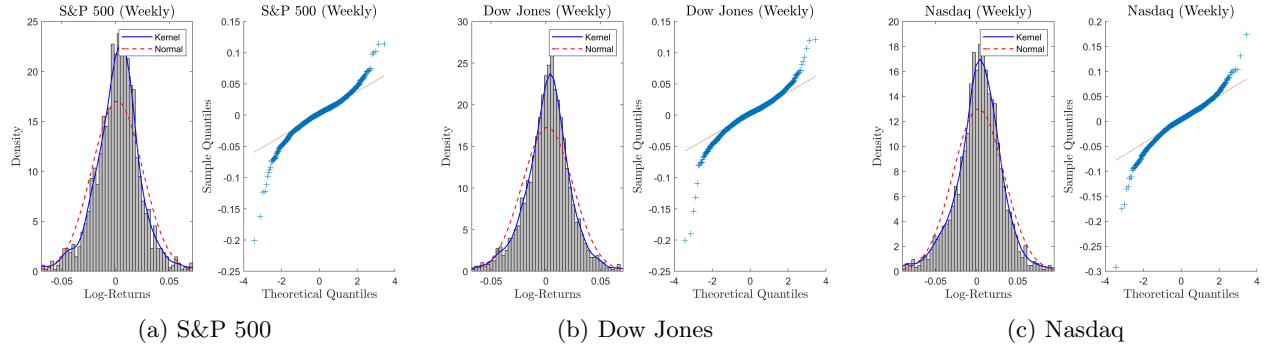 S&P 500 (Weekly)
Kernel
Normal
25
20
15
10
5
0
Density
-0.05
0
0.05
Log-Returns
S&P 500 (Weekly)
0.2
0.15
0.1
0.05
0
-0.05
-0.1
-0.15
-0.2
-0.25
Sample Quantiles
-4
-2
0
2
4
Theoretical Quantiles
(a) S&P 500
Dow Jones (Weekly)
Kernel
Normal
30
25
20
15
10
5
0
Density
-0.05
0
0.05
Log-Returns
Dow Jones (Weekly)
0.2
0.15
0.1
0.05
0
-0.05
-0.1
-0.15
-0.2
-0.25
Sample Quantiles
-4
-2
0
2
4
Theoretical Quantiles
(b) Dow Jones
Nasdaq (Weekly)
Kernel
Normal
20
18
16
14
12
10
8
6
4
2
0
Density
-0.05
0
0.05
Log-Returns
Nasdaq (Weekly)
0.2
0.15
0.1
0.05
0
-0.05
-0.1
-0.15
-0.2
-0.25
-0.3
Sample Quantiles
-4
-2
0
2
4
Theoretical Quantiles
(c) Nasdaq